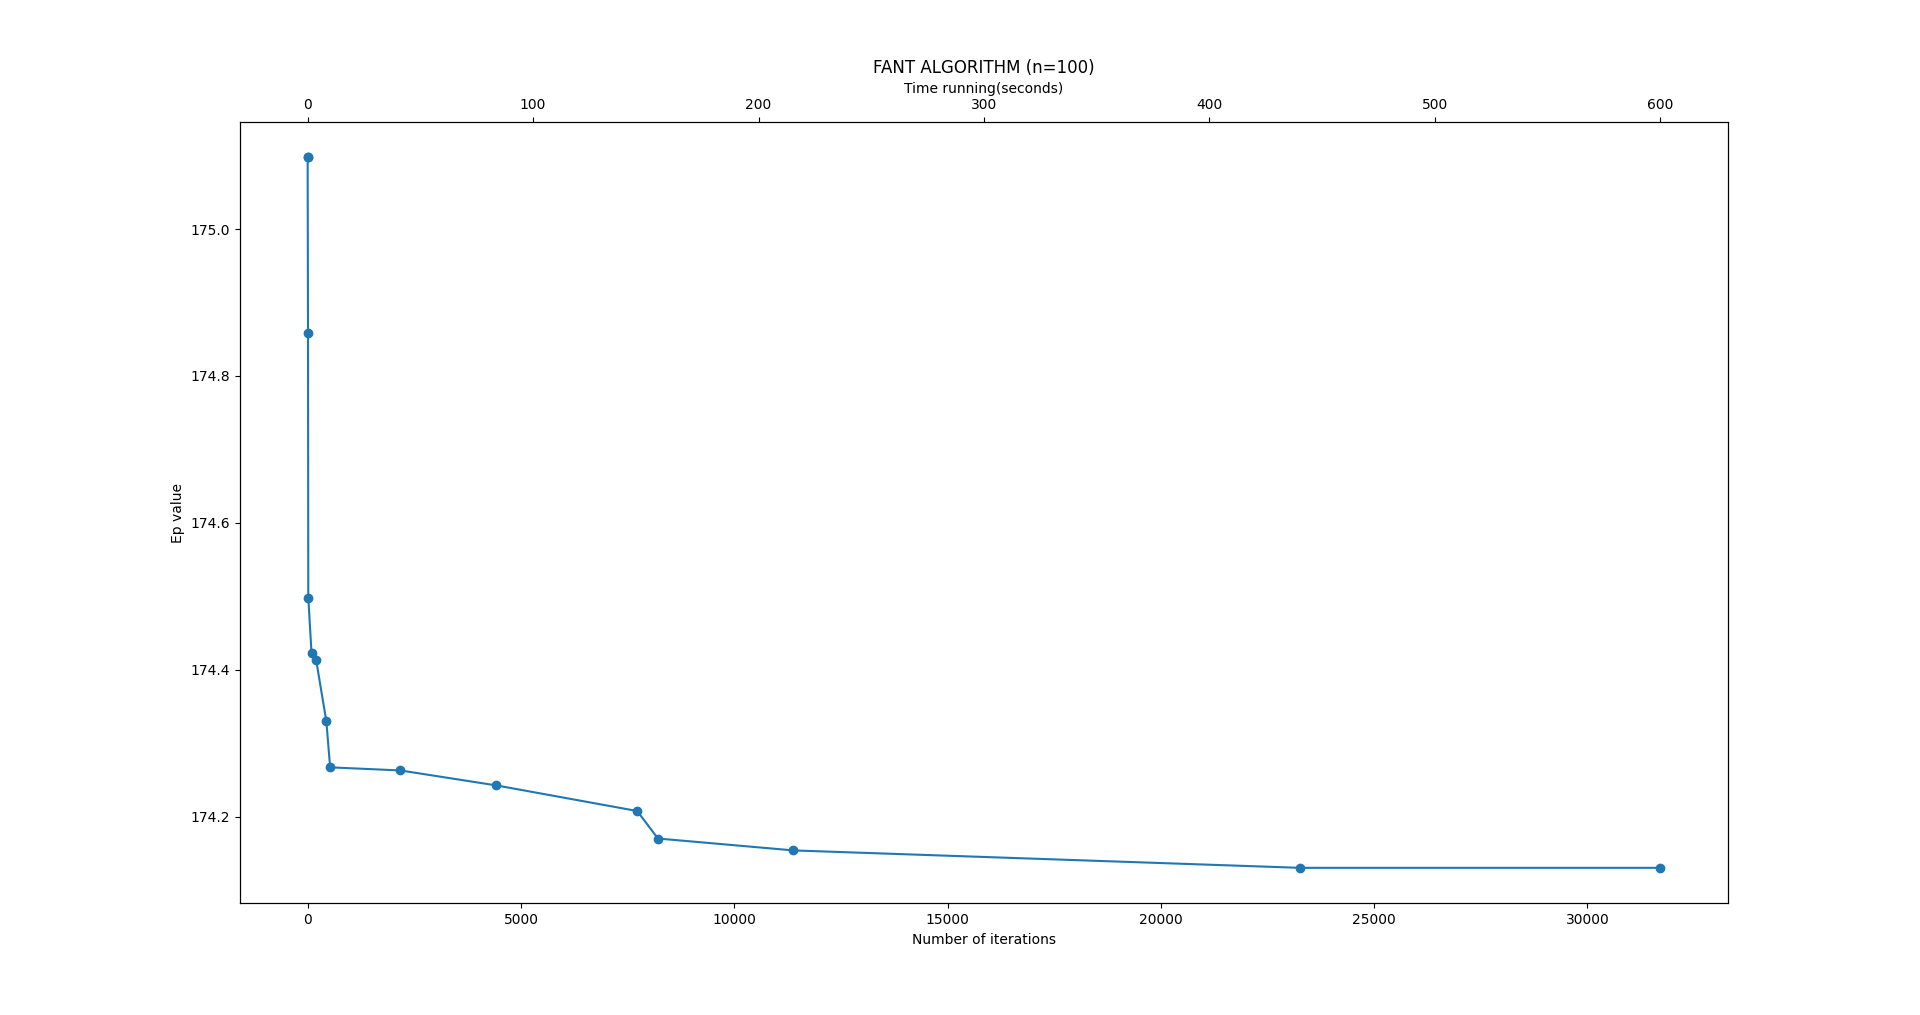 FANT ALGORITHM (n=100)
Time running(seconds)
0 100 200 300 400 500 600
175.0
174.8
174.6
174.4
174.2
Ep value
0 5000 10000 15000 20000 25000 30000
Number of iterations